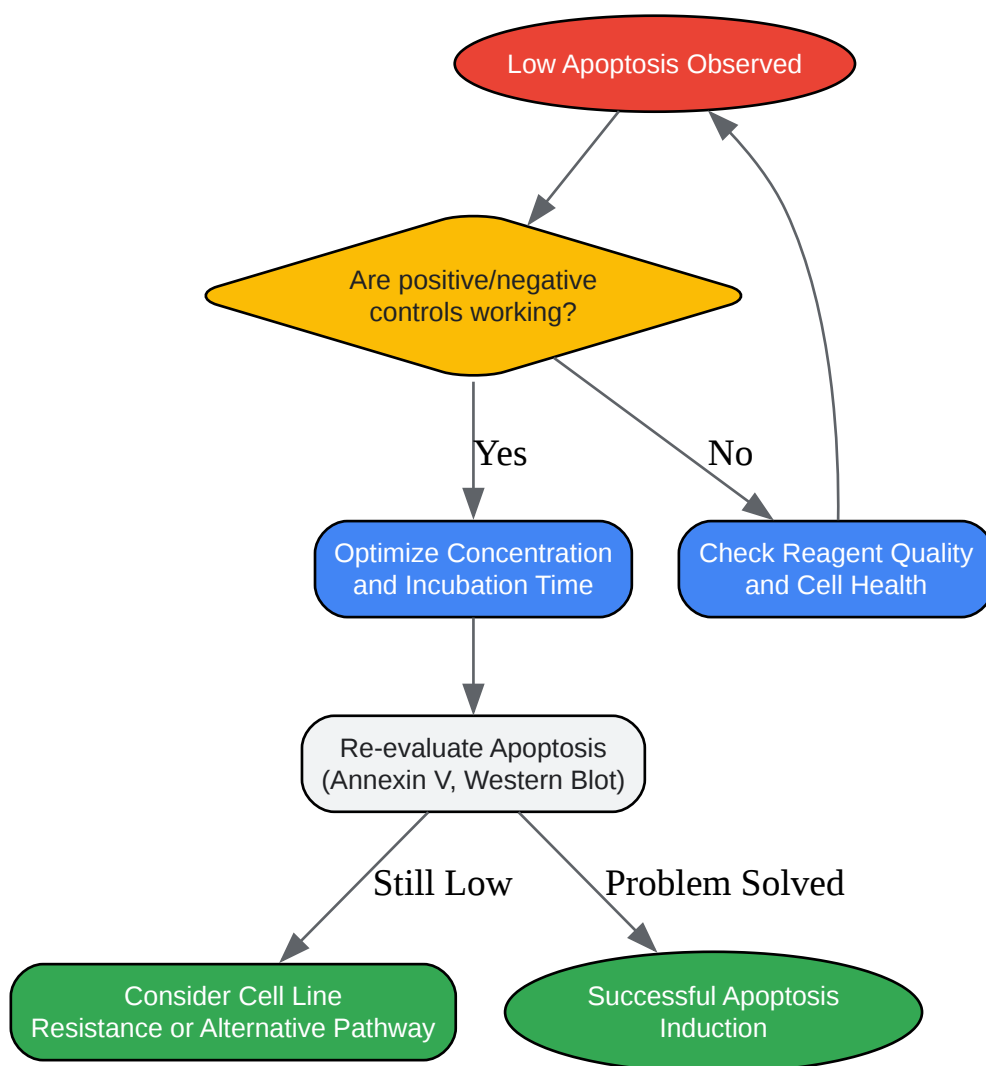 Low Apoptosis Observed
Are positive/negative
controls working?
Yes
No
Optimize Concentration
and Incubation Time
Check Reagent Quality
and Cell Health
Re-evaluate Apoptosis
(Annexin V, Western Blot)
Still Low
Problem Solved
Consider Cell Line
Resistance or Alternative Pathway
Successful Apoptosis
Induction